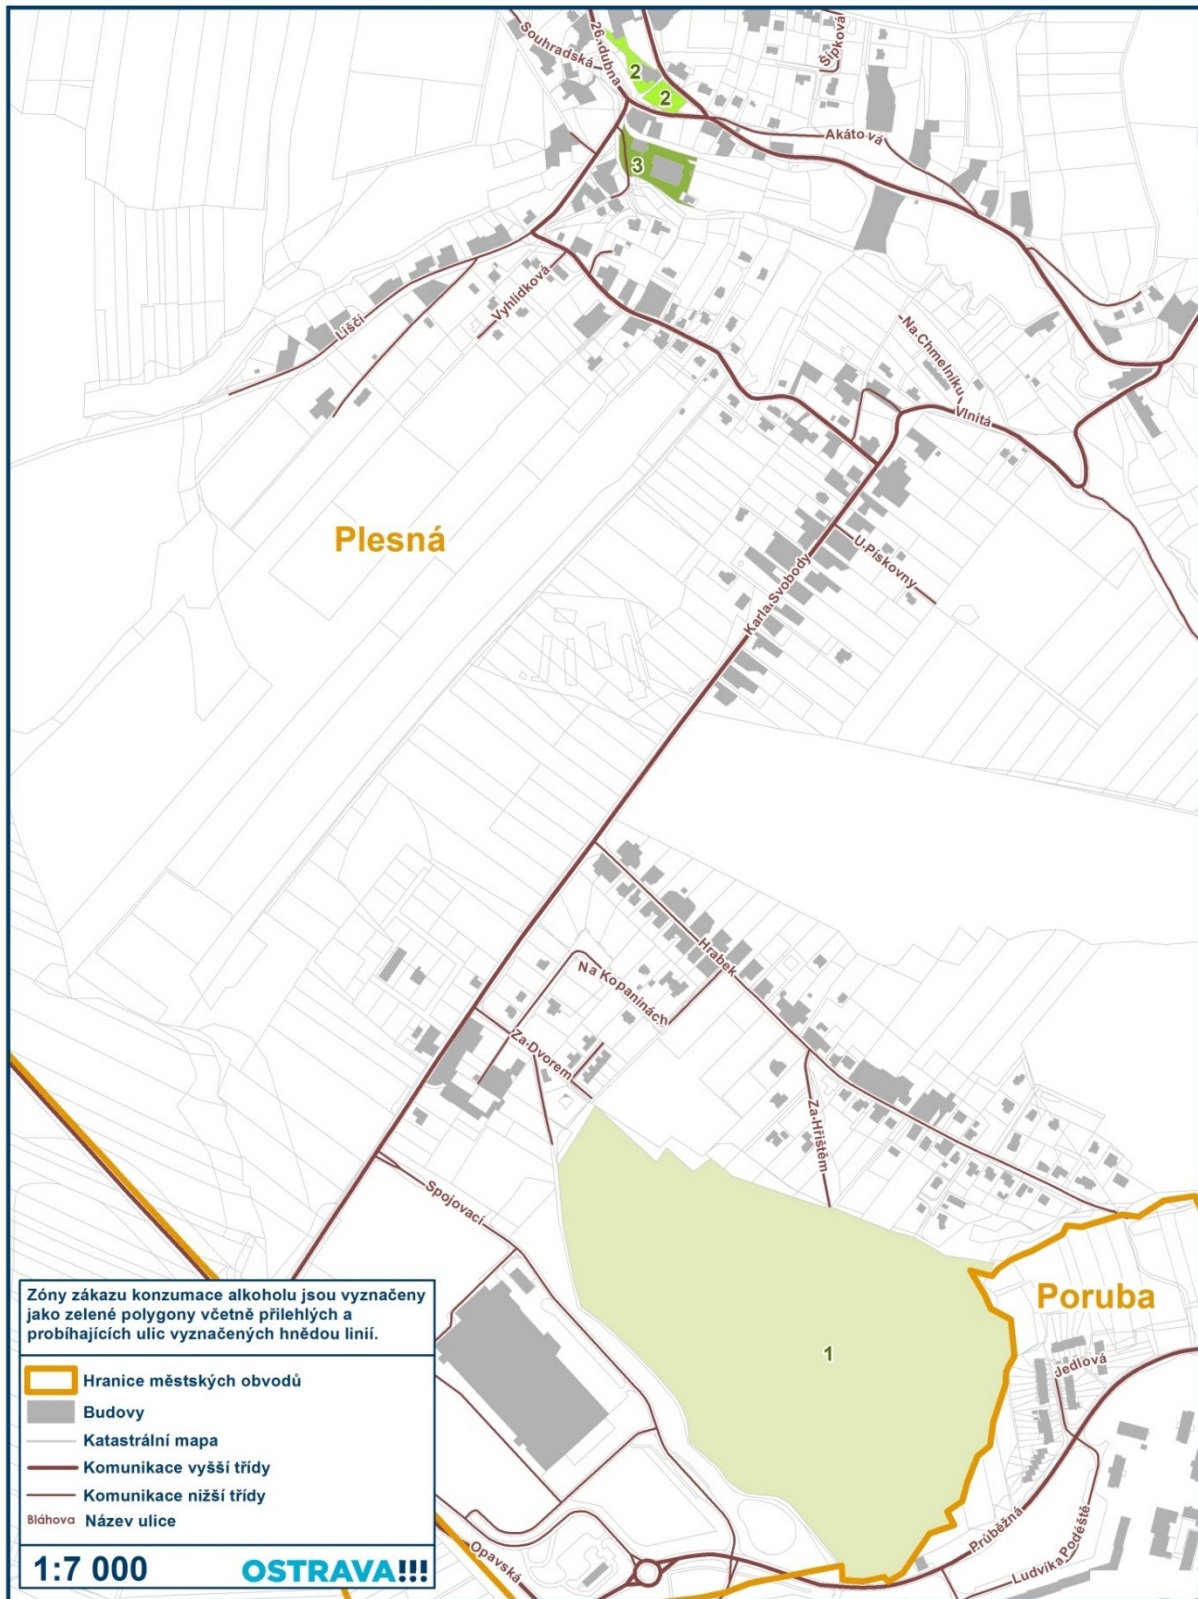 Souhradská
26.dubna
Šípková
2
2
Akátová
3
Vyhlídková
Lišči
Na Chmelníku
Vlnitá
Plesná
U Pískovny
Karla Svobody
Hrabek
Na Kopaninách
Za Dvorem
Za Hřištěm
Spojovací
Poruba
1
Jedlová
Průběžná
Ludvíka Podéště
Opavská
Zóny zákazu konzumace alkoholu jsou vyznačeny
jako zelené polygony včetně přilehlých a
probíhajících ulic vyznačených hnědou linií.
Hranice městských obvodů
Budovy
Katastrální mapa
Komunikace vyšší třídy
Komunikace nižší třídy
Bláhova Název ulice
1:7 000 OSTRAVA!!!